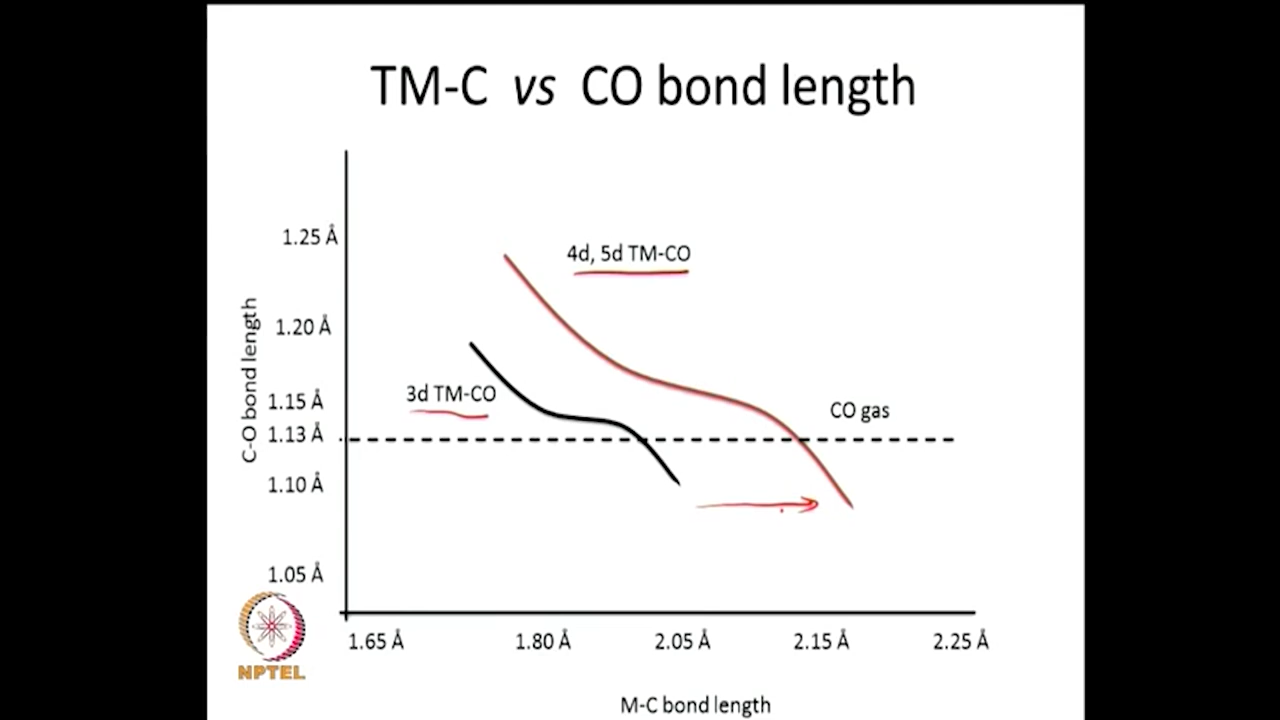 TM-C vs CO bond length
1.25 Å
4d, 5d TM-CO
1.20 Å
3d TM-CO
1.15 Å
CO gas
1.13 Å
C-O bond length
1.10 Å
1.05 Å
NPTEL
1.65 Å 1.80 Å 2.05 Å 2.15 Å 2.25 Å
M-C bond length